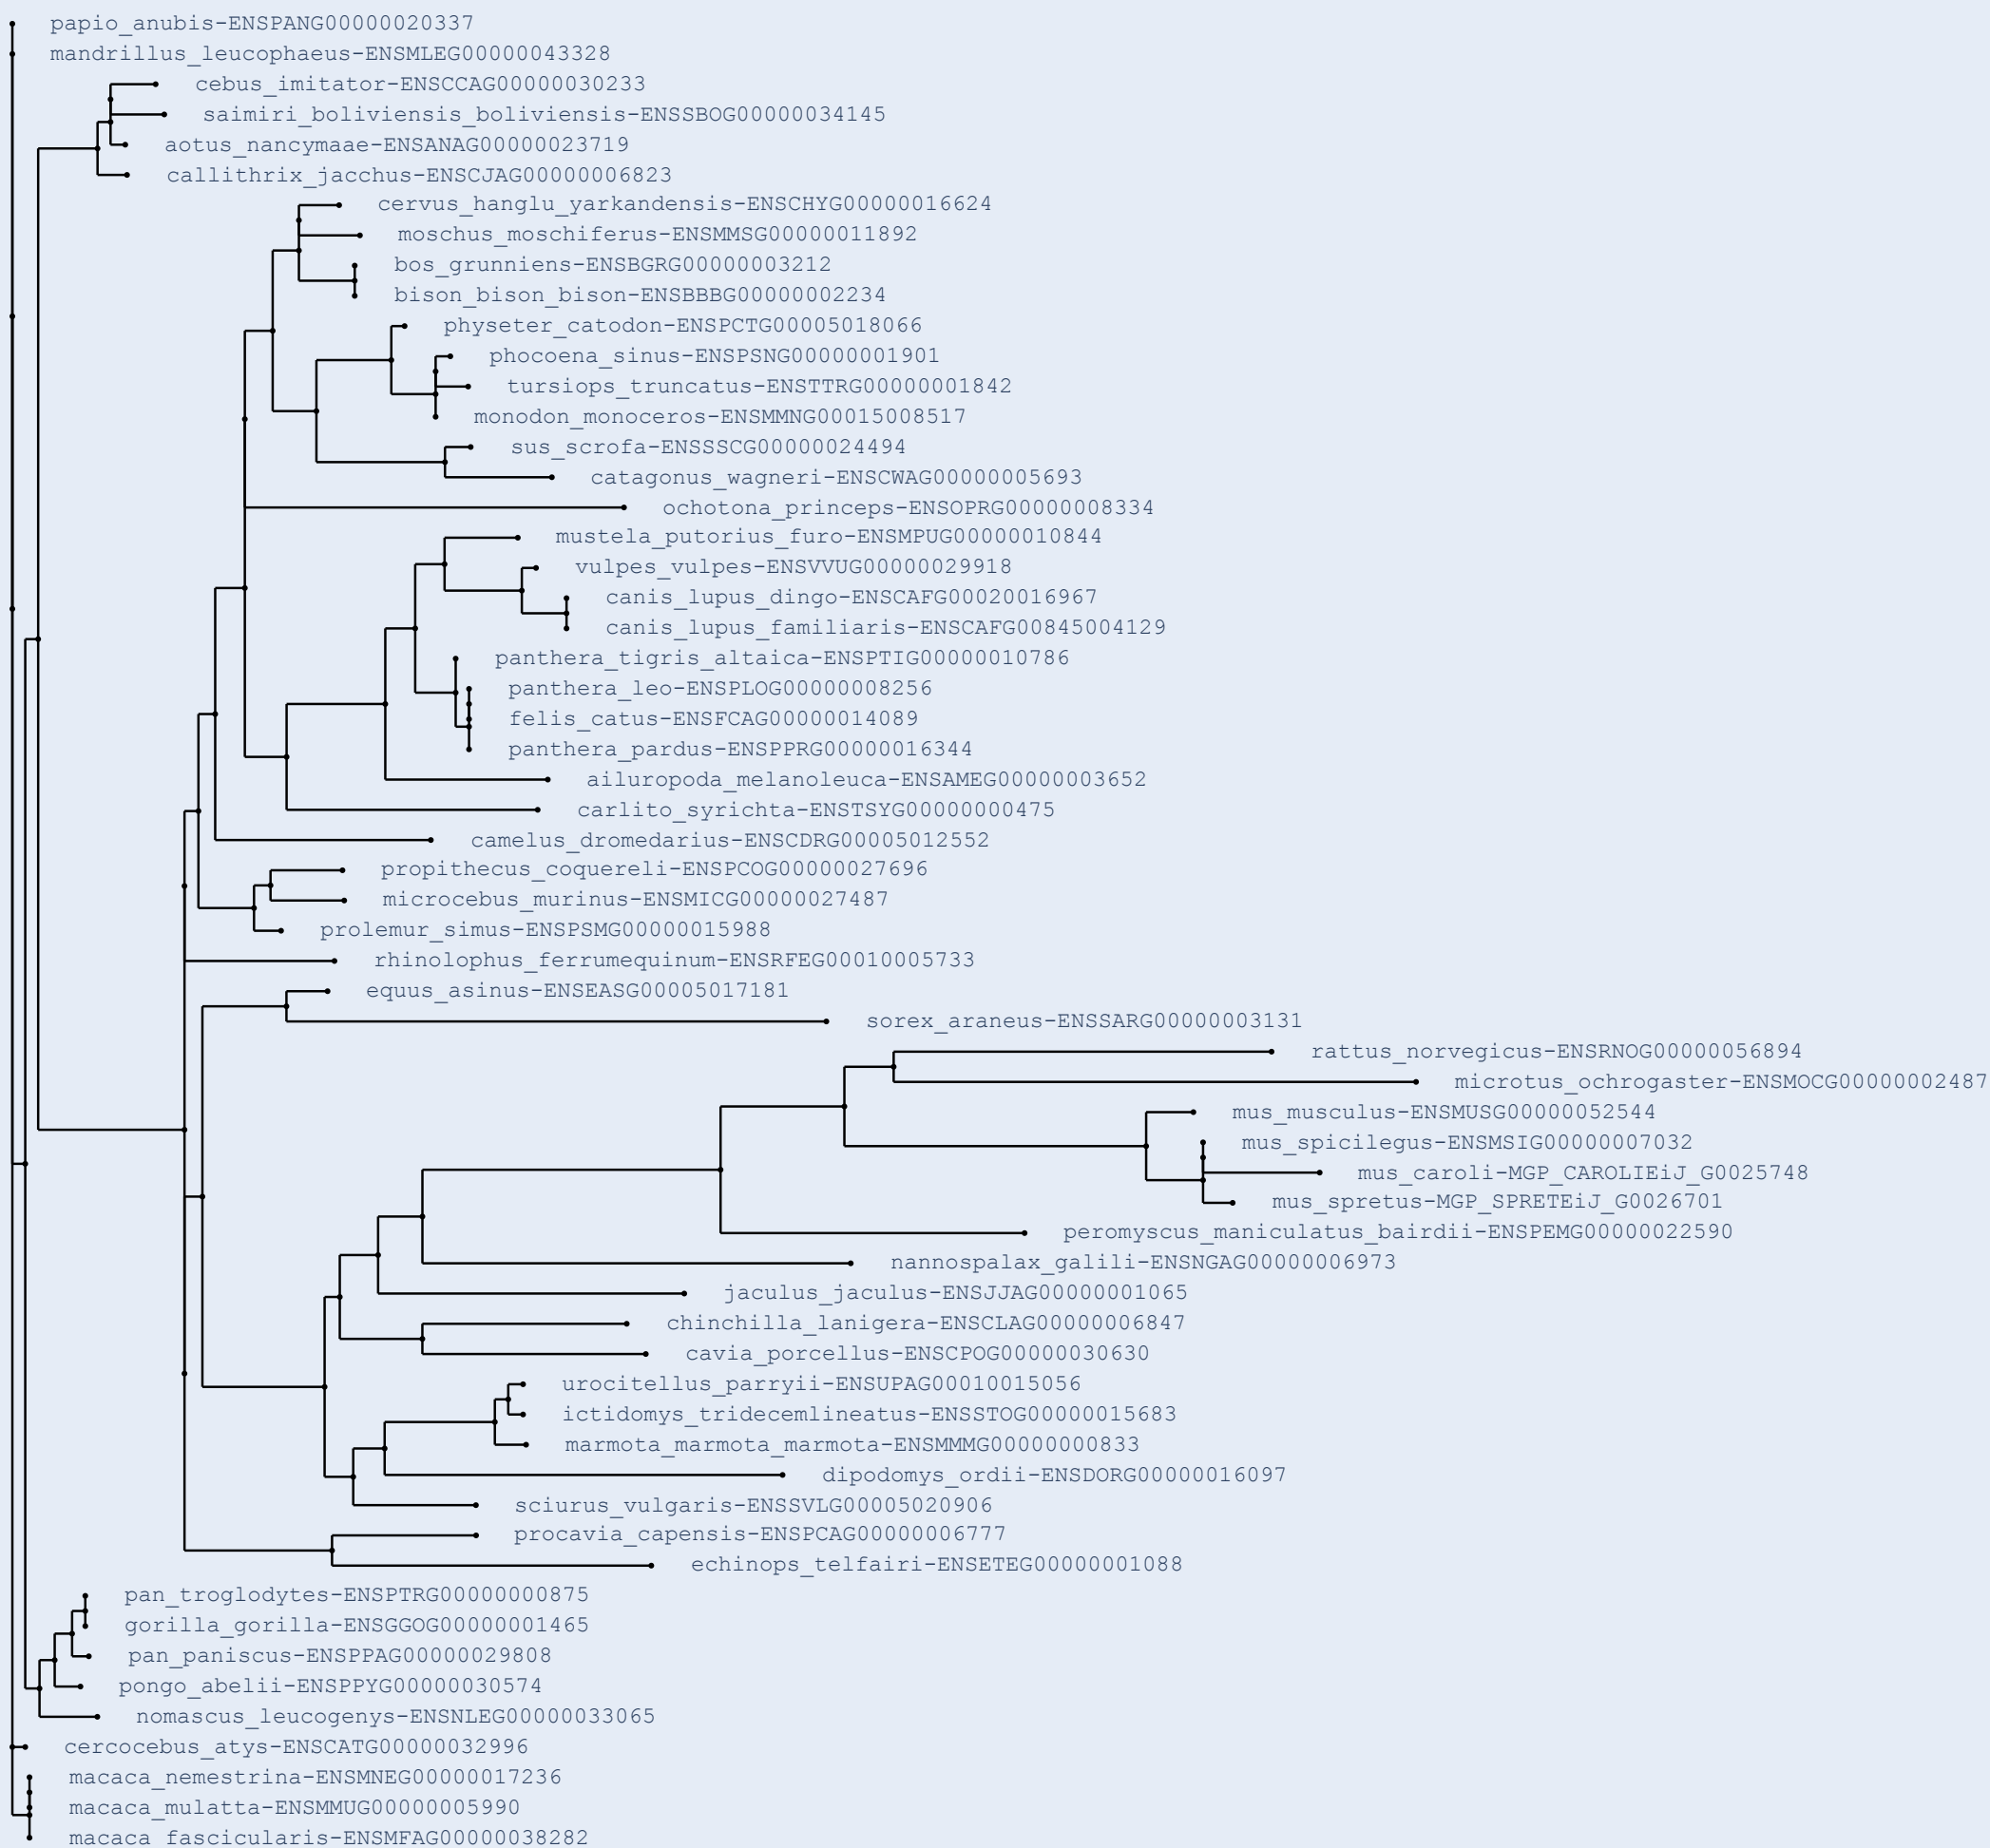 papio_anubis-ENSPANG00000020337
mandrillus_leucophaeus-ENSMLEG00000043328
cebus_imitator-ENSCCAG00000030233
saimiri_boliviensis_boliviensis-ENSSBOG00000034145
aotus_nancymaae-ENSANAG00000023719
callithrix_jacchus-ENSCJAG00000006823
cervus_hanglu_yarkandensis-ENSCHYG00000016624
moschus_moschiferus-ENSMMSG00000011892
bos_grunniens-ENSBGRG00000003212
bison_bison_bison-ENSBBBG00000002234
physeter_catodon-ENSPCTG00005018066
phocoena_sinus-ENSPSNG00000001901
tursiops_truncatus-ENSTTRG00000001842
monodon_monoceros-ENSMMNG00015008517
sus_scrofa-ENSSSCG00000024494
catagonus_wagneri-ENSCWAG00000005693
ochotona_princeps-ENSOPRG00000008334
mustela_putorius_furo-ENSMPUG00000010844
vulpes_vulpes-ENSVVUG00000029918
canis_lupus_dingo-ENSCAFG00020016967
canis_lupus_familiaris-ENSCAFG00845004129
panthera_tigris_altaica-ENSPTIG00000010786
panthera_leo-ENSPLOG00000008256
felis_catus-ENSFCAG00000014089
panthera_pardus-ENSPPRG00000016344
ailuropoda_melanoleuca-ENSAMEG00000003652
carlito_syrichta-ENSTSYG00000000475
camelus_dromedarius-ENSCDRG00005012552
propithecus_coquereli-ENSPCOG00000027696
microcebus_murinus-ENSMICG00000027487
prolemur_simus-ENSPSMG00000015988
rhinolophus_ferrumequinum-ENSRFEG00010005733
equus_asinus-ENSEASG00005017181
sorex_araneus-ENSSARG00000003131
rattus_norvegicus-ENSRNOG00000056894
microtus_ochrogaster-ENSMOCG00000002487
mus_musculus-ENSMUSG00000052544
mus_spicilegus-ENSMSIG00000007032
mus_caroli-MGP_CAROLIEiJ_G0025748
mus_spretus-MGP_SPRETEiJ_G0026701
peromyscus_maniculatus_bairdii-ENSPEMG00000022590
nannospalax_galili-ENSNGAG00000006973
jaculus_jaculus-ENSJJAG00000001065
chinchilla_lanigera-ENSCLAG00000006847
cavia_porcellus-ENSCPOG00000030630
urocitellus_parryii-ENSUPAG00010015056
ictidomys_tridecemlineatus-ENSSTOG00000015683
marmota_marmota_marmota-ENSMMMG00000000833
dipodomys_ordii-ENSDORG00000016097
sciurus_vulgaris-ENSSVLG00005020906
procavia_capensis-ENSPCAG00000006777
echinops_telfairi-ENSETEG00000001088
pan_troglodytes-ENSPTRG00000000875
gorilla_gorilla-ENSGGOG00000001465
pan_paniscus-ENSPPAG00000029808
pongo_abelii-ENSPPYG00000030574
nomascus_leucogenys-ENSNLEG00000033065
cercocebus_atys-ENSCATG00000032996
macaca_nemestrina-ENSMNEG00000017236
macaca_mulatta-ENSMMUG00000005990
macaca_fascicularis-ENSMFAG00000038282